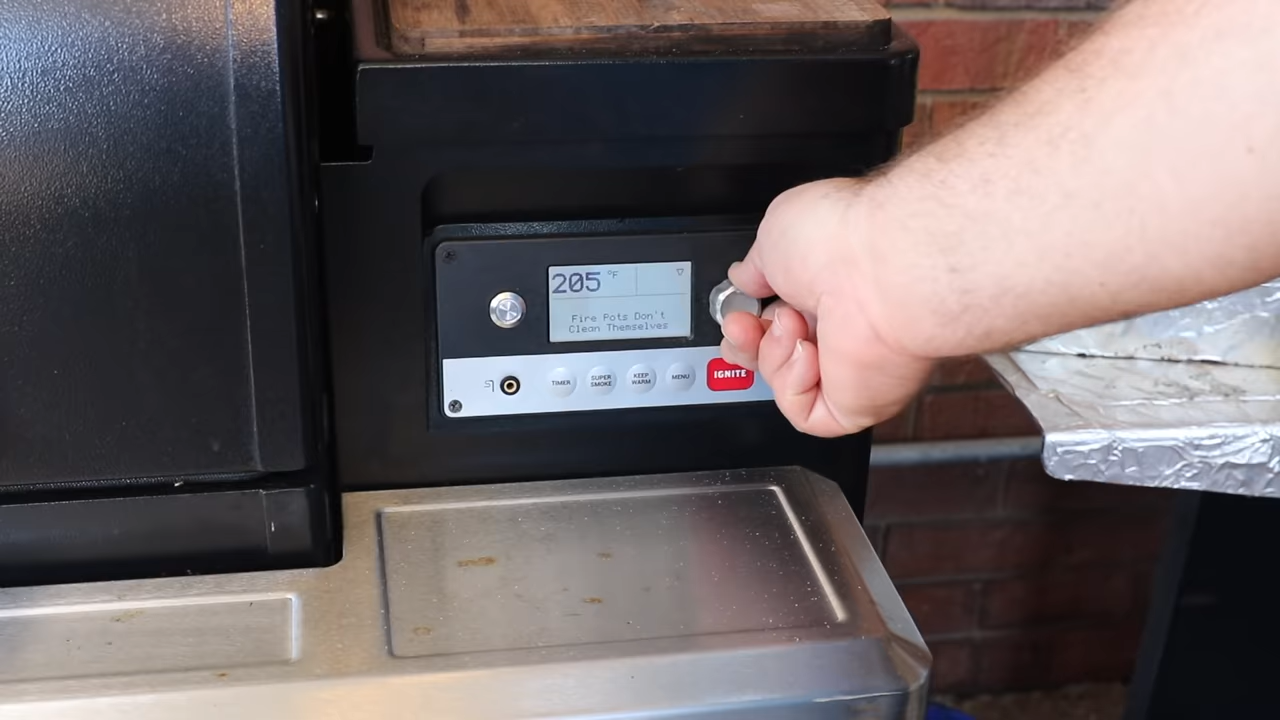 205 °F
Fire Pots Don't
Clean Themselves
TIMER
SUPER
SMOKE
KEEP
WARM
MENU
IGNITE